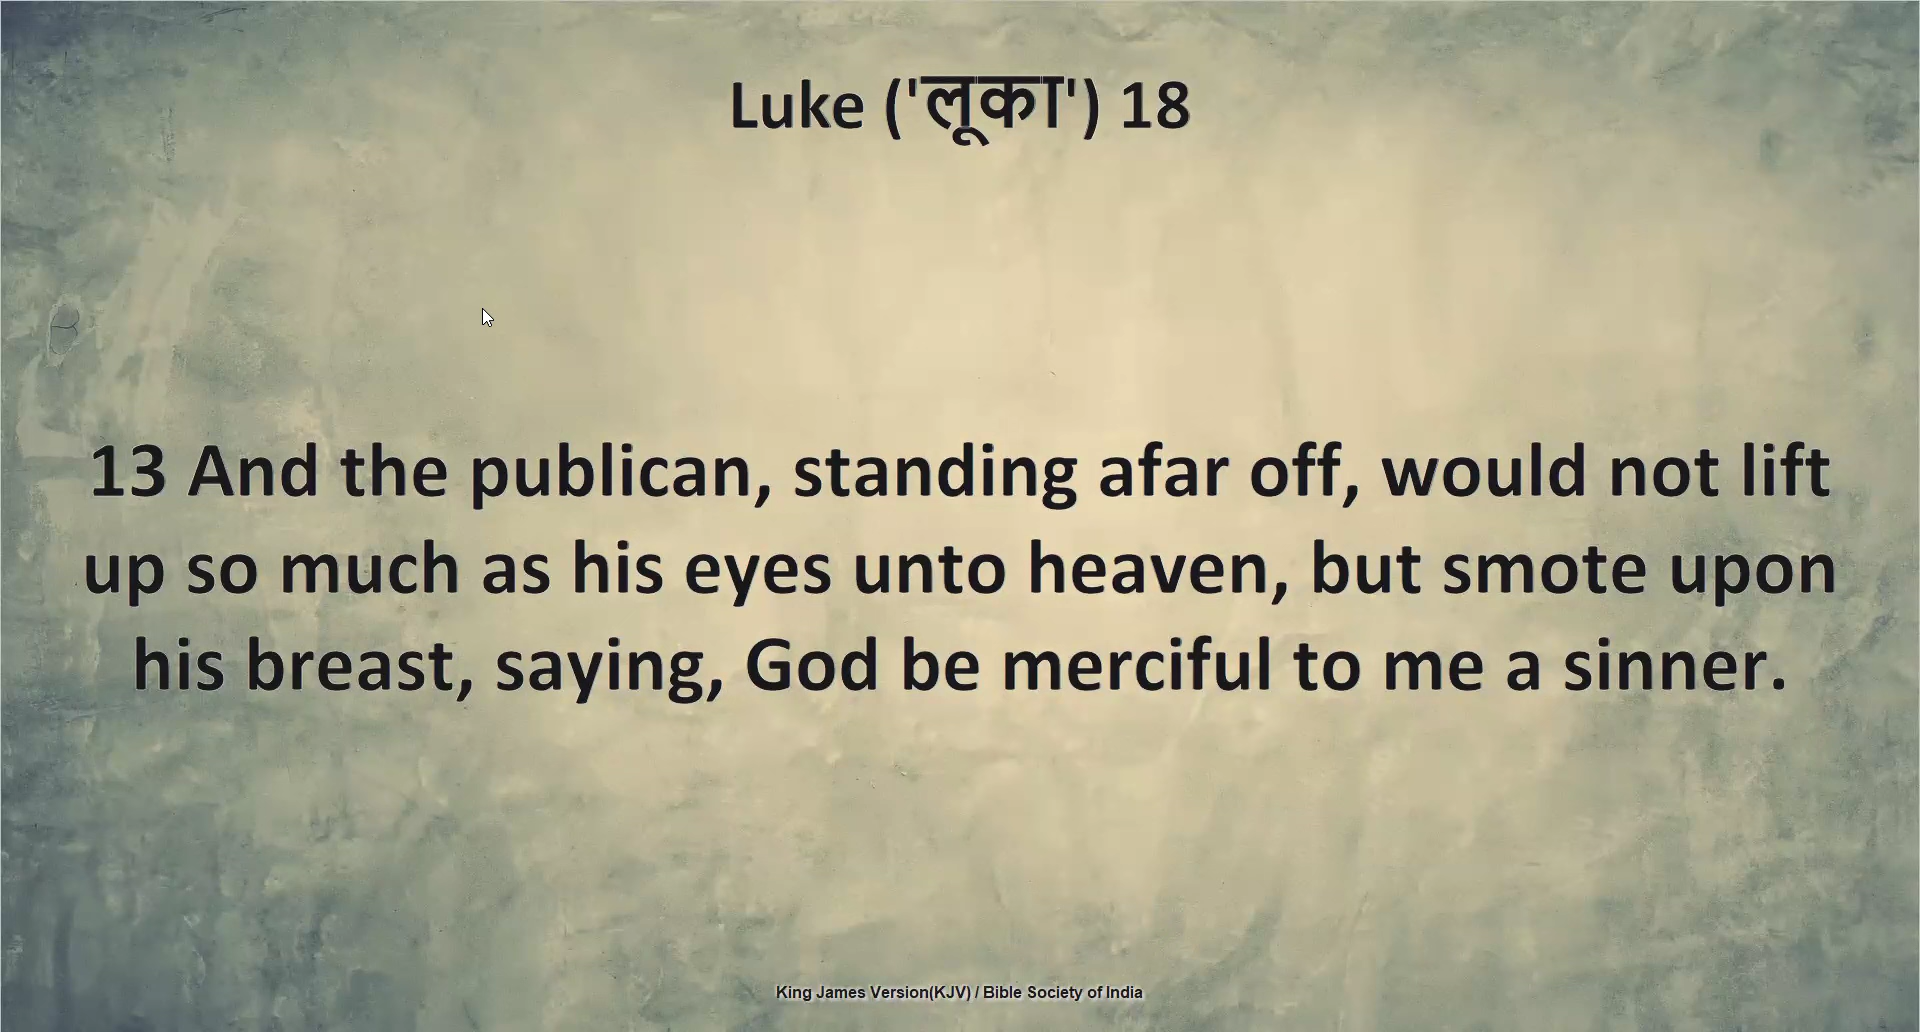 Luke ('लूका') 18
13 And the publican, standing afar off, would not lift
up so much as his eyes unto heaven, but smote upon
his breast, saying, God be merciful to me a sinner.
King James Version(KJV) / Bible Society of India